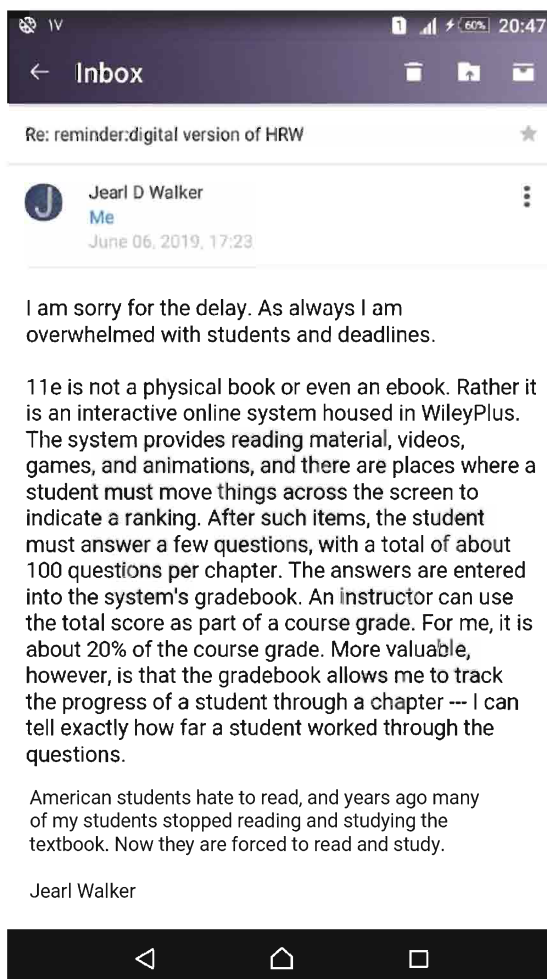 ١٧ 1 60% 20:47
Inbox
Re: reminder:digital version of HRW
J Jearl D Walker
Me
June 06, 2019, 17:23
I am sorry for the delay. As always I am
overwhelmed with students and deadlines.
11e is not a physical book or even an ebook. Rather it
is an interactive online system housed in WileyPlus.
The system provides reading material, videos,
games, and animations, and there are places where a
student must move things across the screen to
indicate a ranking. After such items, the student
must answer a few questions, with a total of about
100 questions per chapter. The answers are entered
into the system's gradebook. An instructor can use
the total score as part of a course grade. For me, it is
about 20% of the course grade. More valuable,
however, is that the gradebook allows me to track
the progress of a student through a chapter --- I can
tell exactly how far a student worked through the
questions.
American students hate to read, and years ago many
of my students stopped reading and studying the
textbook. Now they are forced to read and study.
Jearl Walker